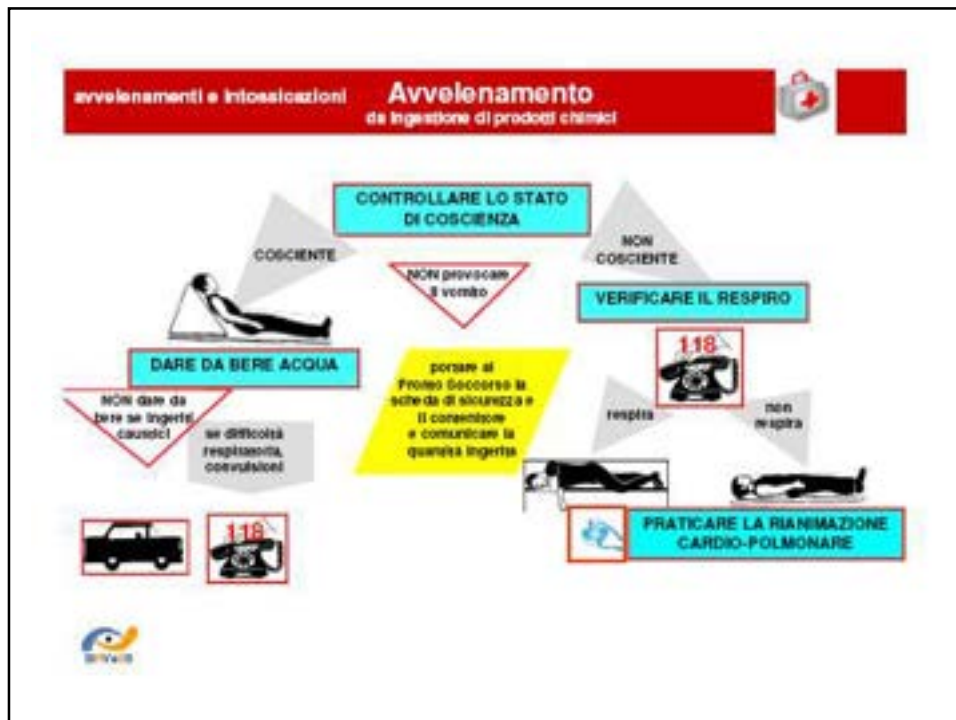 avvelenamenti e intossicazioni
Avvelenamento
da ingestione di prodotti chimici
CONTROLLARE LO STATO
DI COSCIENZA
COSCIENTE
NON provocare
il vomito
NON
COSCIENTE
VERIFICARE IL RESPIRO
118
DARE DA BERE ACQUA
NON dare da
bere se ingeriti
caustici
se difficoltà
respiratoria,
convulsioni
portare al
Pronto Soccorso la
scheda di sicurezza e
il contenitore
e comunicare la
quantità ingerita
respira
non
respira
118
PRATICARE LA RIANIMAZIONE
CARDIO-POLMONARE